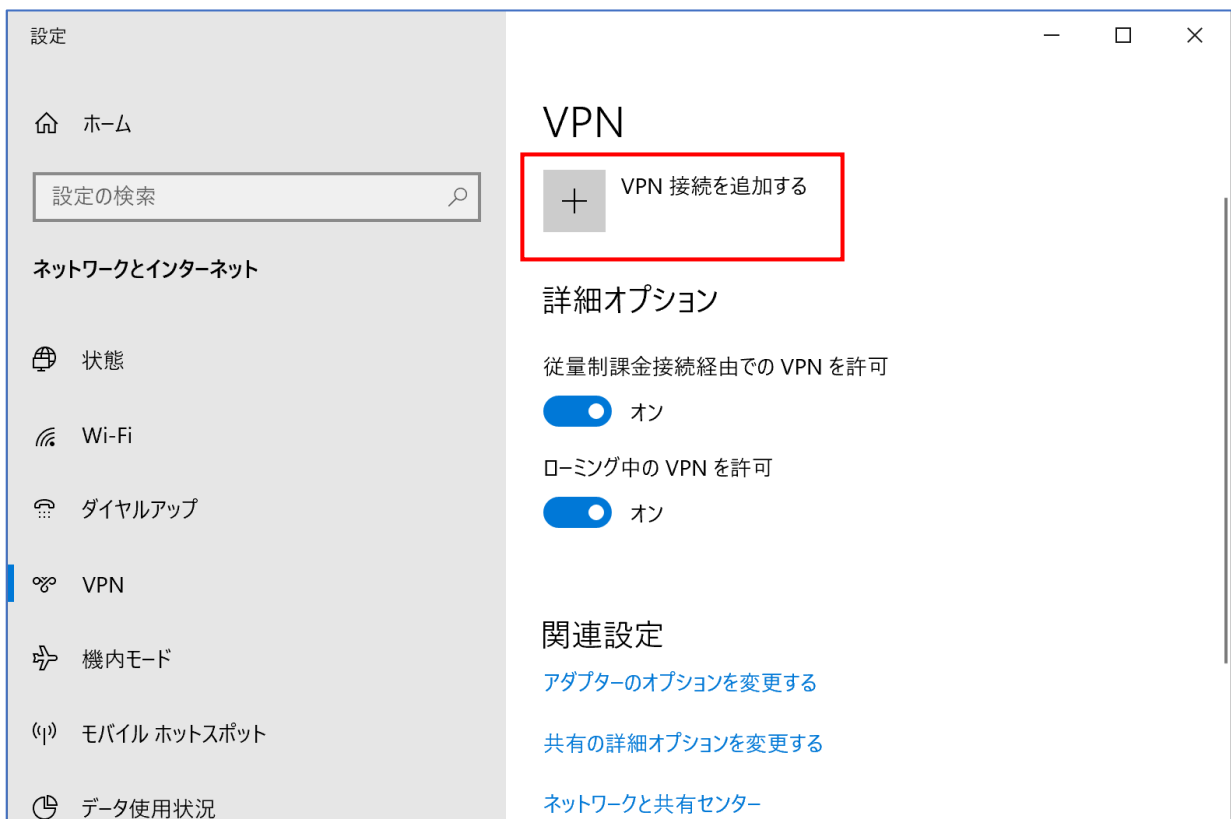 設定
ホーム
設定の検索
ネットワークとインターネット
状態
Wi-Fi
ダイヤルアップ
VPN
機内モード
モバイル ホットスポット
データ使用状況
VPN
VPN 接続を追加する
詳細オプション
従量制課金接続経由での VPN を許可
オン
ローミング中の VPN を許可
オン
関連設定
アダプターのオプションを変更する
共有の詳細オプションを変更する
ネットワークと共有センター